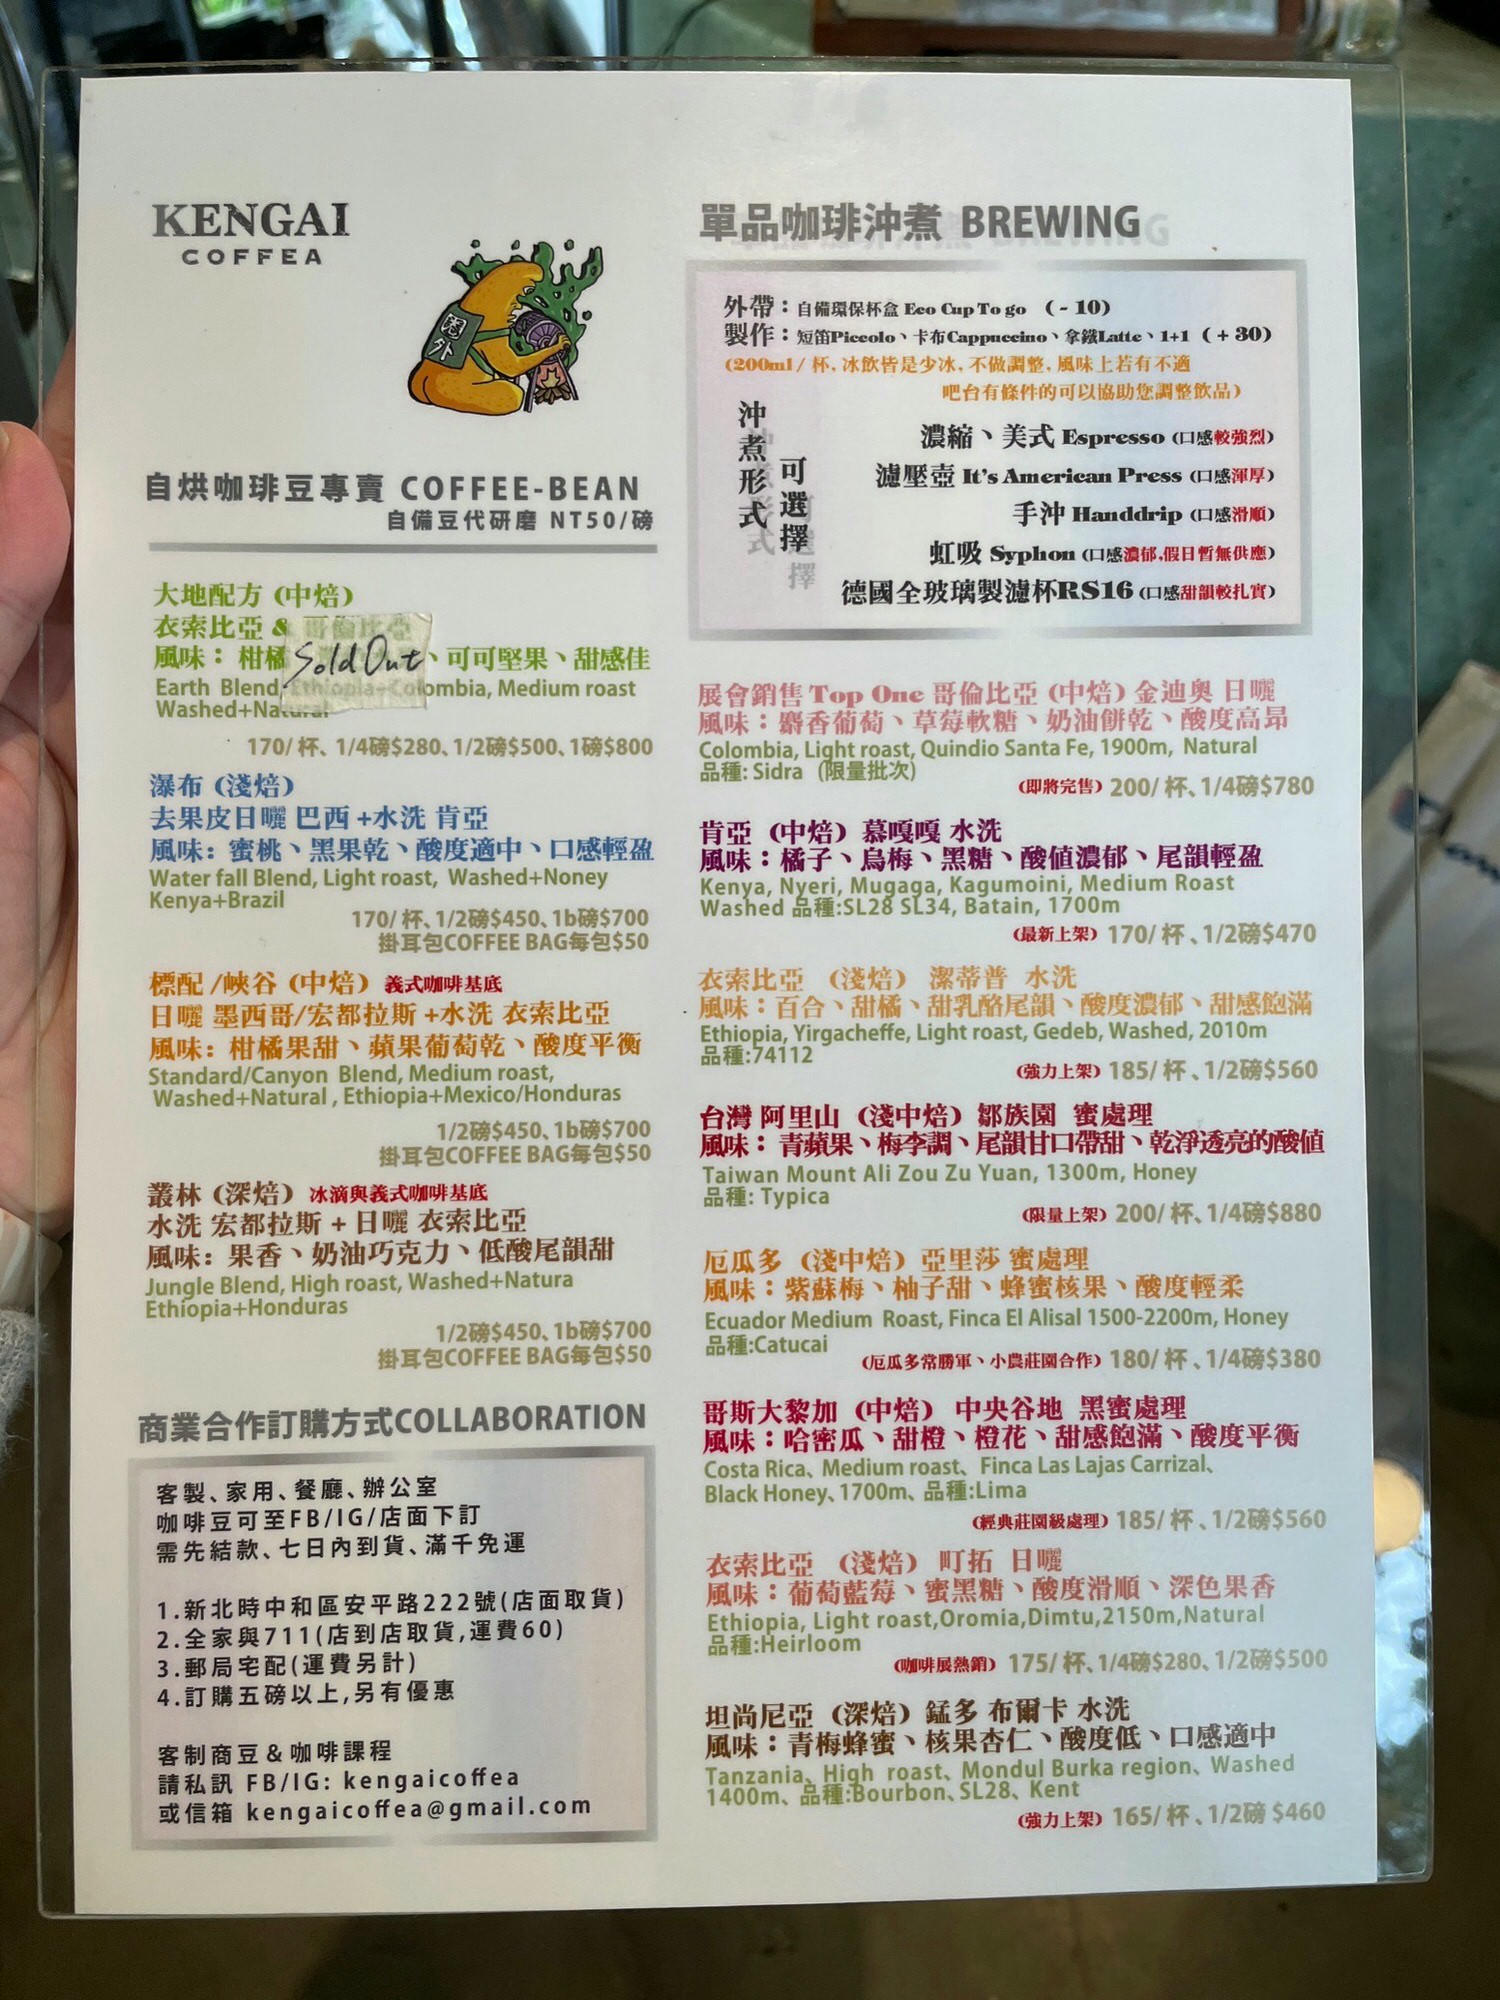 KENGAI
COFFEA
園外
自烘咖琲豆專賣 COFFEE-BEAN
自備豆代研磨 NT50/磅
大地配方 (中焙)
衣索比亞 & 哥倫比亞
風味：柑橘 、可可堅果、甜感佳
Sold Out
Earth Blend, Ethiopia+Colombia, Medium roast
Washed+Natural
170/ 杯、1/4磅$280、1/2磅$500、1磅$800
瀑布 (淺焙)
去果皮日曬 巴西 +水洗 肯亞
風味: 蜜桃、黑果乾、酸度適中、口感輕盈
Water fall Blend, Light roast, Washed+Noney
Kenya+Brazil
170/ 杯、1/2磅$450、1b磅$700
掛耳包COFFEE BAG每包$50
標配 /峽谷 (中焙) 義式咖啡基底
日曬 墨西哥/宏都拉斯 +水洗 衣索比亞
風味: 柑橘果甜、蘋果葡萄乾、酸度平衡
Standard/Canyon Blend, Medium roast,
Washed+Natural , Ethiopia+Mexico/Honduras
1/2磅$450、1b磅$700
掛耳包COFFEE BAG每包$50
叢林 (深焙) 冰滴與義式咖啡基底
水洗 宏都拉斯 + 日曬 衣索比亞
風味: 果香、奶油巧克力、低酸尾韻甜
Jungle Blend, High roast, Washed+Natura
Ethiopia+Honduras
1/2磅$450、1b磅$700
掛耳包COFFEE BAG每包$50
商業合作訂購方式COLLABORATION
客製、家用、餐廳、辦公室
咖啡豆可至FB/IG/店面下訂
需先結款、七日內到貨、滿千免運
1.新北時中和區安平路222號(店面取貨)
2.全家與711(店到店取貨,運費60)
3.郵局宅配(運費另計)
4.訂購五磅以上,另有優惠
客制商豆＆咖啡課程
請私訊 FB/IG: kengaicoffea
或信箱 kengaicoffea@gmail.com
單品咖琲沖煮 BREWING
外帶：自備環保杯盒 Eco Cup To go (- 10)
製作：短笛Piccolo、卡布Cappuccino、拿鐵Latte、1+1 ( + 30)
(200ml / 杯, 冰飲皆是少冰, 不做調整, 風味上若有不適
吧台有條件的可以協助您調整飲品)
沖煮形式
可選擇
濃縮、美式 Espresso (口感較強烈)
濾壓壺 It's American Press (口感渾厚)
手沖 Handdrip (口感滑順)
虹吸 Syphon (口感濃郁,假日暫無供應)
德國全玻璃製濾杯RS16 (口感甜韻較扎實)
展會銷售 Top One 哥倫比亞 (中焙) 金迪奧 日曬
風味：麝香葡萄、草莓軟糖、奶油餅乾、酸度高昂
Colombia, Light roast, Quindio Santa Fe, 1900m, Natural
品種: Sidra (限量批次)
(即將完售) 200/ 杯、1/4磅$780
肯亞 (中焙) 慕嘎嘎 水洗
風味：橘子、烏梅、黑糖、酸值濃郁、尾韻輕盈
Kenya, Nyeri, Mugaga, Kagumoini, Medium Roast
Washed 品種:SL28 SL34, Batain, 1700m
(最新上架) 170/ 杯、1/2磅$470
衣索比亞 (淺焙) 潔蒂普 水洗
風味：百合、甜橘、甜乳酪尾韻、酸度濃郁、甜感飽滿
Ethiopia, Yirgacheffe, Light roast, Gedeb, Washed, 2010m
品種:74112
(強力上架) 185/ 杯、1/2磅$560
台灣 阿里山 (淺中焙) 鄒族園 蜜處理
風味：青蘋果、梅李調、尾韻甘口帶甜、乾淨透亮的酸值
Taiwan Mount Ali Zou Zu Yuan, 1300m, Honey
品種: Typica
(限量上架) 200/ 杯、1/4磅$880
厄瓜多 (淺中焙) 亞里莎 蜜處理
風味：紫蘇梅、柚子甜、蜂蜜核果、酸度輕柔
Ecuador Medium Roast, Finca El Alisal 1500-2200m, Honey
品種:Catucai
(厄瓜多常勝軍、小農莊園合作) 180/ 杯、1/4磅$380
哥斯大黎加 (中焙) 中央谷地 黑蜜處理
風味：哈密瓜、甜橙、橙花、甜感飽滿、酸度平衡
Costa Rica、Medium roast、Finca Las Lajas Carrizal、
Black Honey、1700m、品種:Lima
(經典莊園級處理) 185/ 杯、1/2磅$560
衣索比亞 (淺焙) 町拓 日曬
風味：葡萄藍莓、蜜黑糖、酸度滑順、深色果香
Ethiopia, Light roast,Oromia,Dimtu,2150m,Natural
品種:Heirloom
(咖啡展熱銷) 175/ 杯、1/4磅$280、1/2磅$500
坦尚尼亞 (深焙) 錳多 布爾卡 水洗
風味：青梅蜂蜜、核果杏仁、酸度低、口感適中
Tanzania、High roast、Mondul Burka region、Washed
1400m、品種:Bourbon、SL28、Kent
(強力上架) 165/ 杯、1/2磅 $460